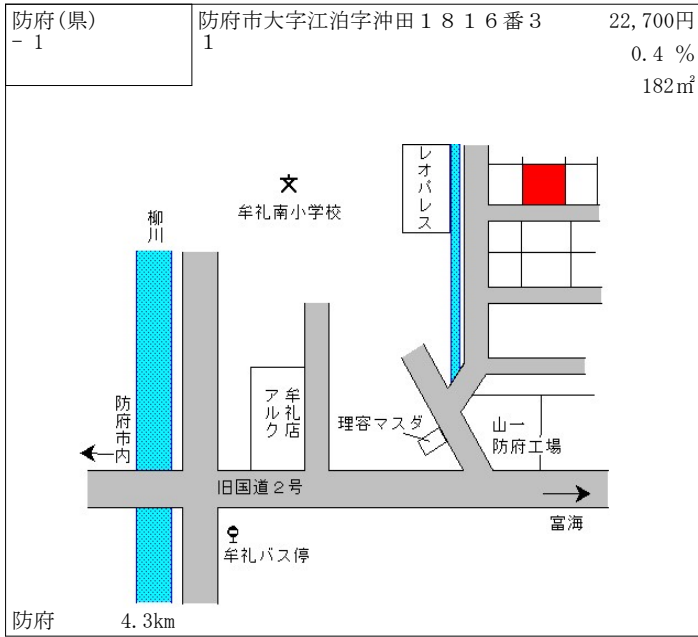 防府(県)
－1
防府市大字江泊字沖田１８１６番３
1
22,700円
0.4 %
182㎡
レオパレス
牟礼南小学校
柳川
防府市内
アルク
牟礼店
理容マスダ
山一
防府工場
旧国道２号
富海
牟礼バス停
防府　　4.3km